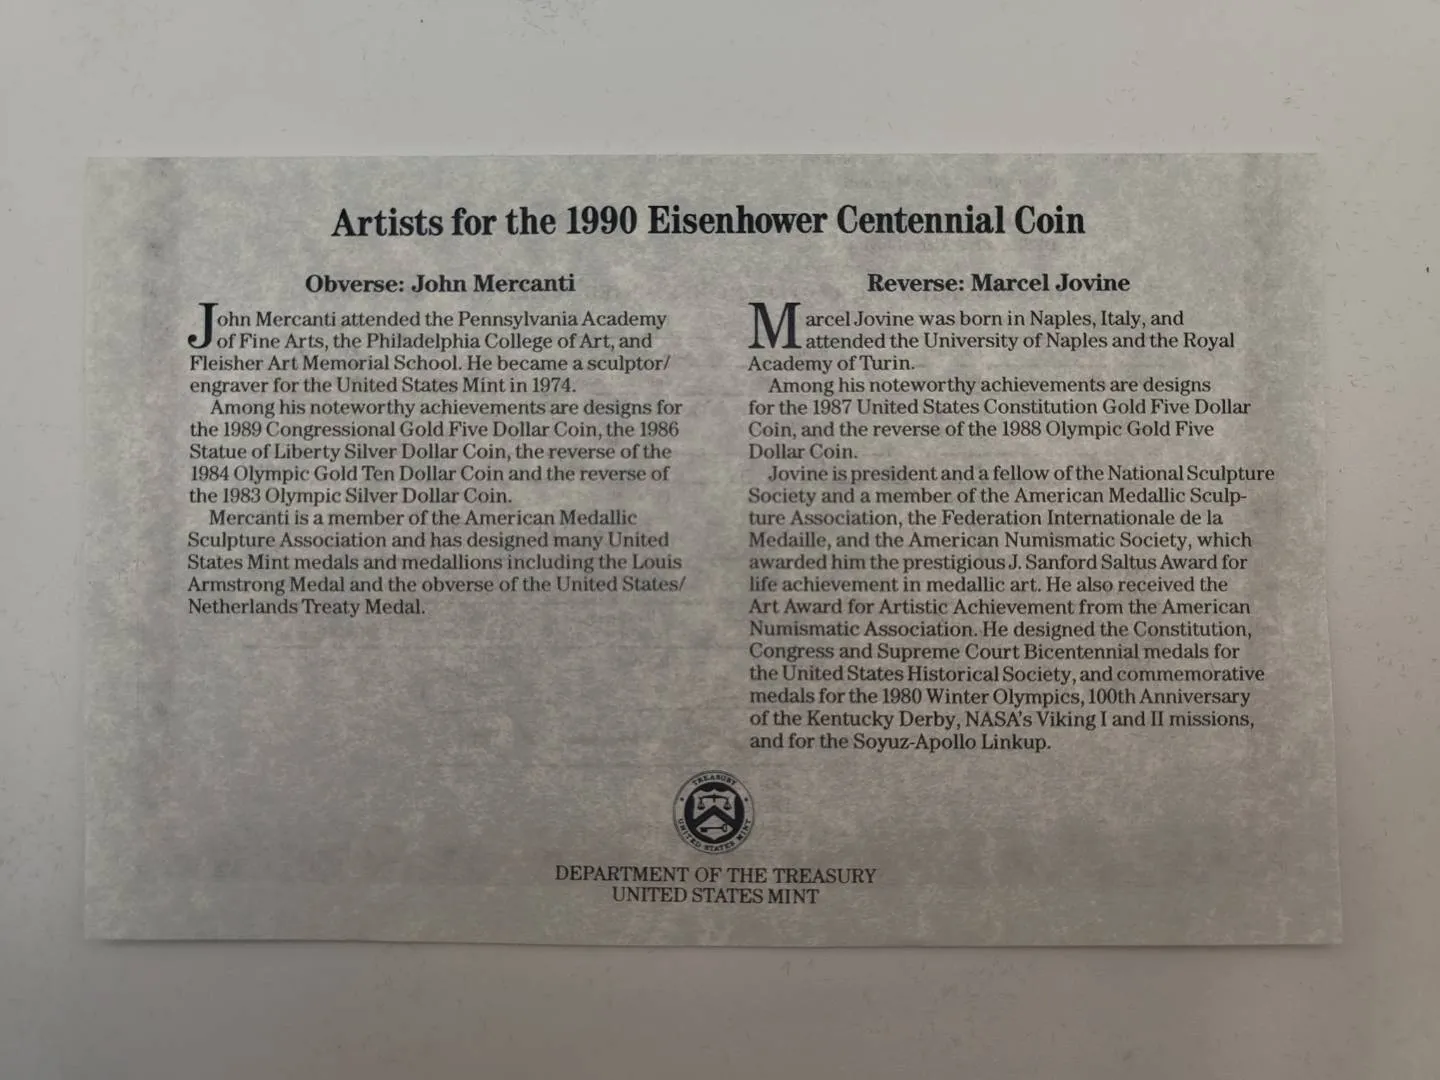 Artists for the 1990 Eisenhower Centennial Coin
Obverse: John Mercanti
John Mercanti attended the Pennsylvania Academy
of Fine Arts, the Philadelphia College of Art, and
Fleisher Art Memorial School. He became a sculptor/
engraver for the United States Mint in 1974.
Among his noteworthy achievements are designs for
the 1989 Congressional Gold Five Dollar Coin, the 1986
Statue of Liberty Silver Dollar Coin, the reverse of the
1984 Olympic Gold Ten Dollar Coin and the reverse of
the 1983 Olympic Silver Dollar Coin.
Mercanti is a member of the American Medallic
Sculpture Association and has designed many United
States Mint medals and medallions including the Louis
Armstrong Medal and the obverse of the United States/
Netherlands Treaty Medal.
Reverse: Marcel Jovine
Marcel Jovine was born in Naples, Italy, and
attended the University of Naples and the Royal
Academy of Turin.
Among his noteworthy achievements are designs
for the 1987 United States Constitution Gold Five Dollar
Coin, and the reverse of the 1988 Olympic Gold Five
Dollar Coin.
Jovine is president and a fellow of the National Sculpture
Society and a member of the American Medallic Sculp-
ture Association, the Federation Internationale de la
Medaille, and the American Numismatic Society, which
awarded him the prestigious J. Sanford Saltus Award for
life achievement in medallic art. He also received the
Art Award for Artistic Achievement from the American
Numismatic Association. He designed the Constitution,
Congress and Supreme Court Bicentennial medals for
the United States Historical Society, and commemorative
medals for the 1980 Winter Olympics, 100th Anniversary
of the Kentucky Derby, NASA's Viking I and II missions,
and for the Soyuz-Apollo Linkup.
TREASURY
UNITED STATES MINT
DEPARTMENT OF THE TREASURY
UNITED STATES MINT